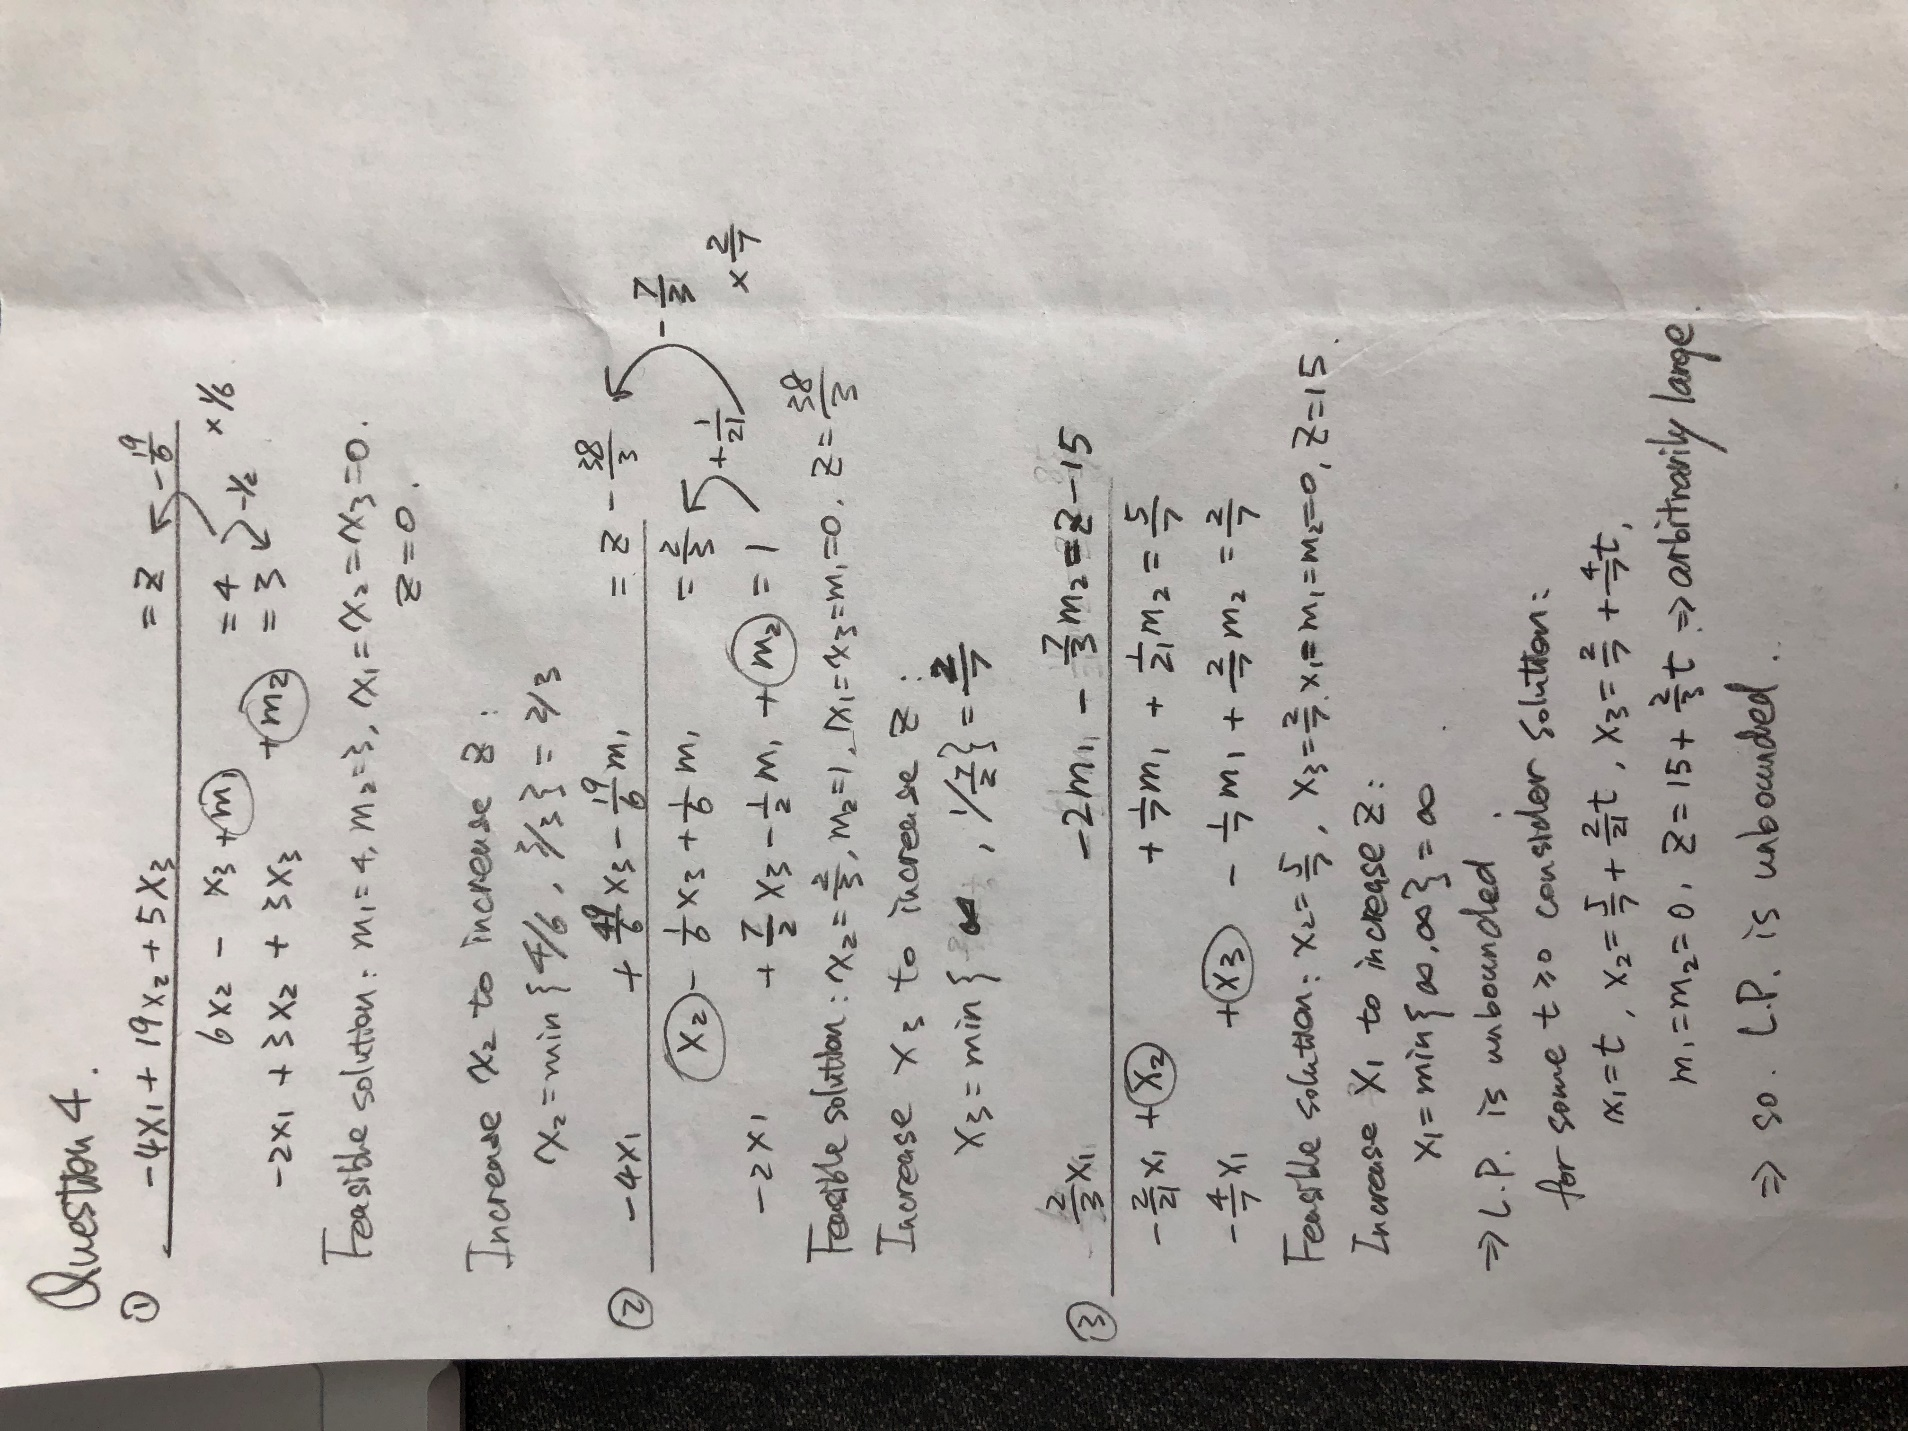 Question 4.
① -4x₁ + 19x₂ + 5x₃ = z -19/6
6x₂ - x₃ + m₁ = 4 × 1/6
-2x₁ + 3x₂ + 3x₃ + m₂ = 3 -1/2
Feasible solution: m₁=4, m₂=3, x₁=x₂=x₃=0.
z=0.
Increase x₂ to increase z:
x₂=min{4/6, 3/3}=2/3
② -4x₁ + 49/6 x₃ - 19/6 m₁ = z - 38/3
x₂ - 1/6 x₃ + 1/6 m₁ = 2/3 -7/3
-2x₁ + 7/2 x₃ - 1/2 m₁ + m₂ = 1 +1/21 × 2/7
Feasible solution: x₂=2/3, m₂=1, x₁=x₃=m₁=0, z=38/3
Increase x₃ to increase z:
x₃=min{∞, 1/(7/2)}=2/7
③ 2/3 x₁ -2m₁ - 7/3 m₂ = z-15
-2/21 x₁ + x₂ + 1/7 m₁ + 1/21 m₂ = 5/7
-4/7 x₁ + x₃ - 1/7 m₁ + 2/7 m₂ = 2/7
Feasible solution: x₂=5/7, x₃=2/7, x₁=m₁=m₂=0, z=15.
Increase x₁ to increase z:
x₁=min{∞,∞}=∞
⇒ L.P. is unbounded.
for some t≥0 consider solution:
x₁=t, x₂=5/7+2/21 t, x₃=2/7+4/7 t,
m₁=m₂=0, z=15+2/3 t ⇒ arbitrarily large.
⇒ so L.P. is unbounded.